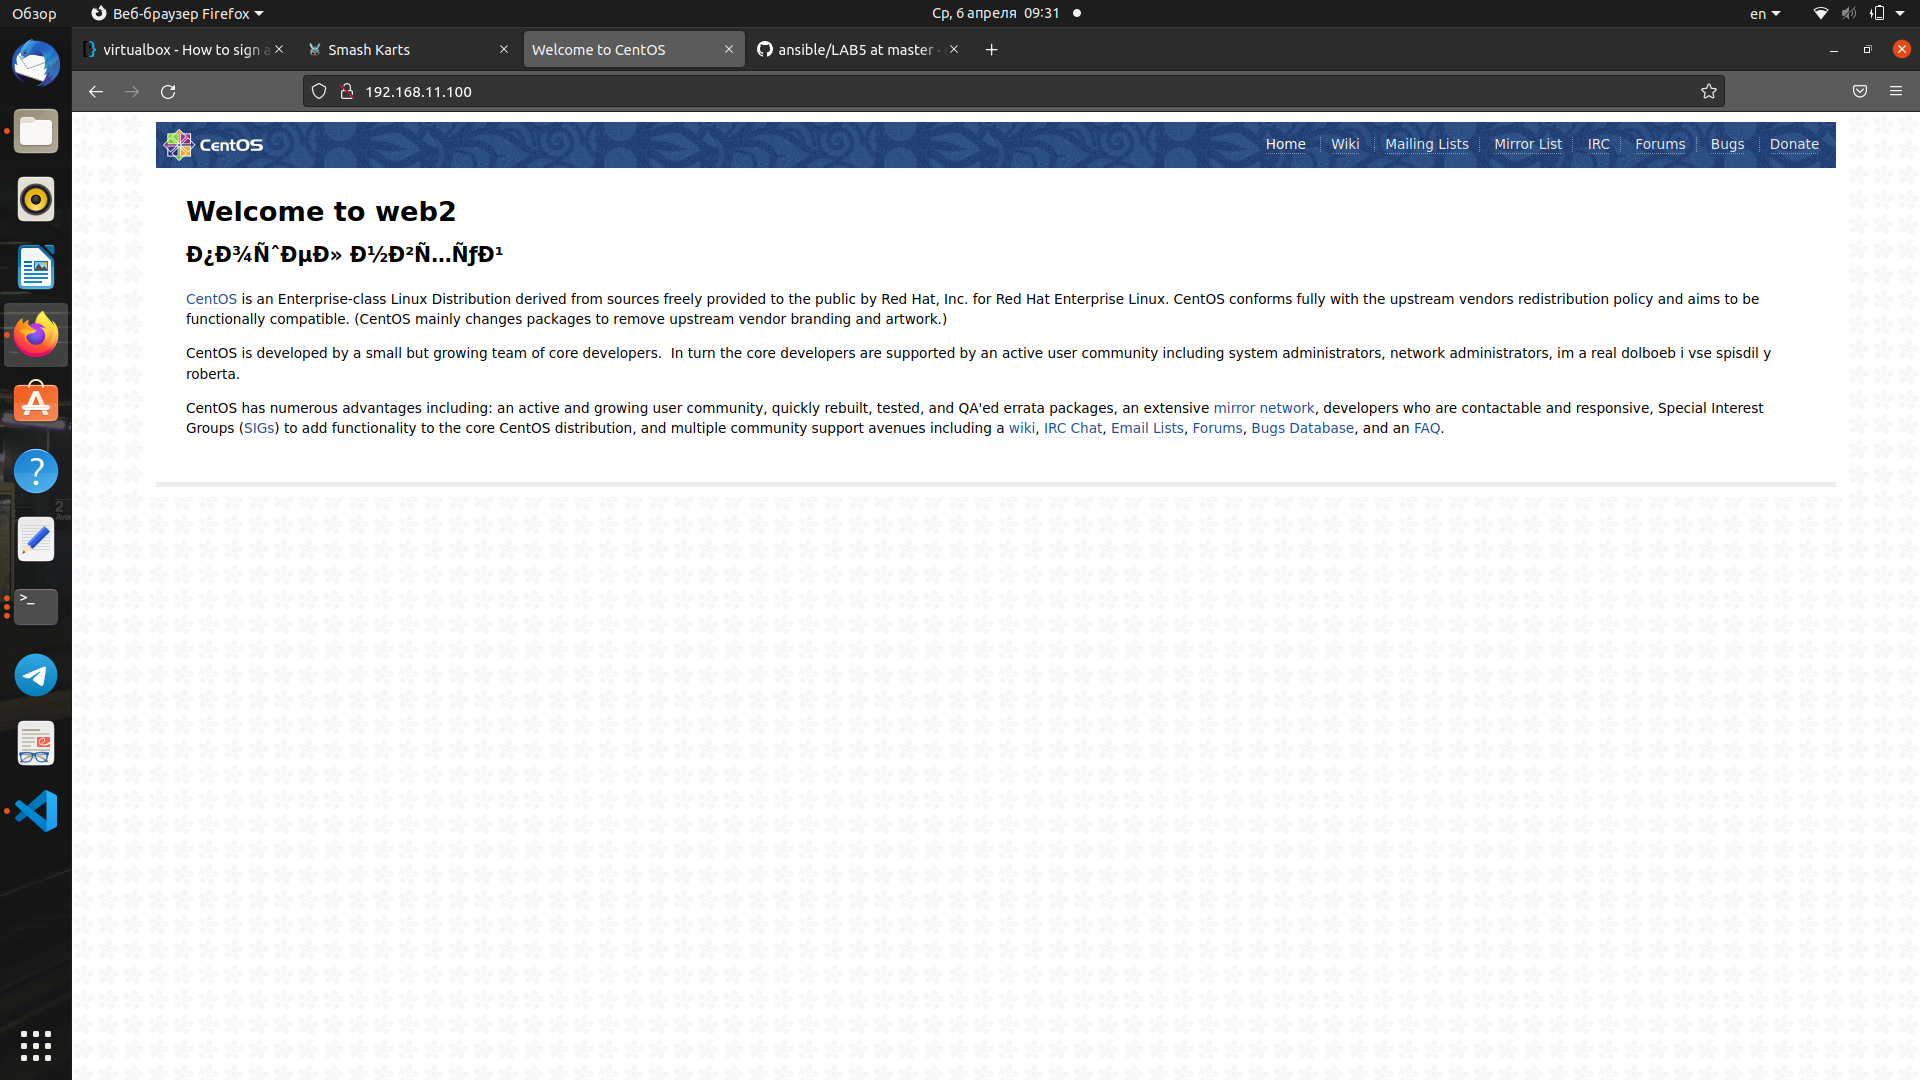 Обзор
Веб-браузер Firefox
Ср, 6 апреля 09:31
en
virtualbox - How to sign a
Smash Karts
Welcome to CentOS
ansible/LAB5 at master ·
192.168.11.100
CentOS
Home
Wiki
Mailing Lists
Mirror List
IRC
Forums
Bugs
Donate
Welcome to web2
Ð¿Ð¾ÑˆÐµÐ» Ð½Ð²Ñ…ÑƒÐ¹
CentOS is an Enterprise-class Linux Distribution derived from sources freely provided to the public by Red Hat, Inc. for Red Hat Enterprise Linux. CentOS conforms fully with the upstream vendors redistribution policy and aims to be
functionally compatible. (CentOS mainly changes packages to remove upstream vendor branding and artwork.)
CentOS is developed by a small but growing team of core developers.  In turn the core developers are supported by an active user community including system administrators, network administrators, im a real dolboeb i vse spisdil y
roberta.
CentOS has numerous advantages including: an active and growing user community, quickly rebuilt, tested, and QA'ed errata packages, an extensive mirror network, developers who are contactable and responsive, Special Interest
Groups (SIGs) to add functionality to the core CentOS distribution, and multiple community support avenues including a wiki, IRC Chat, Email Lists, Forums, Bugs Database, and an FAQ.